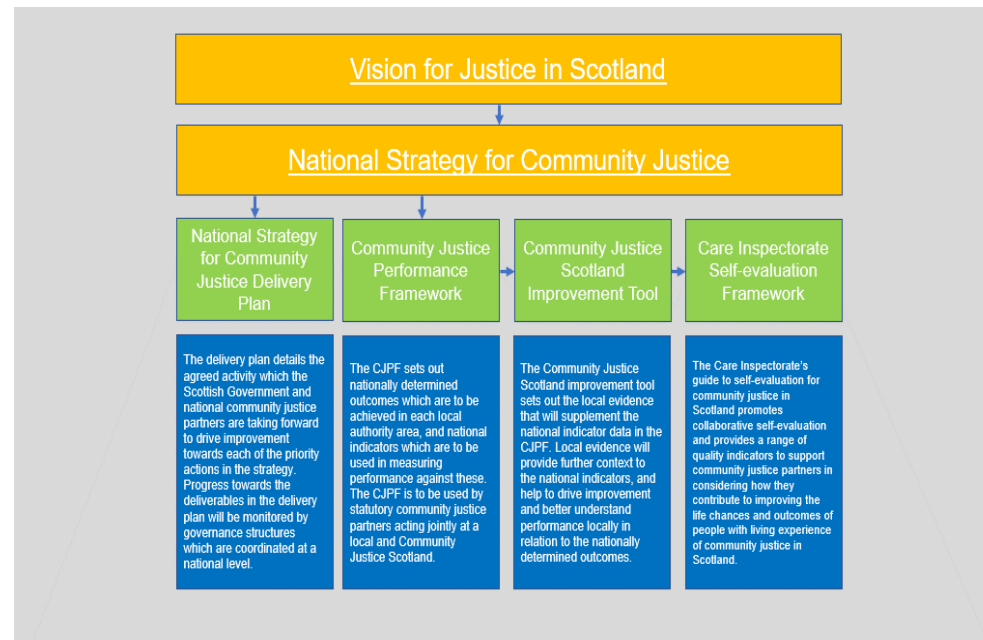 Vision for Justice in Scotland
National Strategy for Community Justice
National Strategy
for Community
Justice Delivery
Plan
Community Justice
Performance
Framework
Community Justice
Scotland
Improvement Tool
Care Inspectorate
Self-evaluation
Framework
The delivery plan details the
agreed activity which the
Scottish Government and
national community justice
partners are taking forward
to drive improvement
towards each of the priority
actions in the strategy.
Progress towards the
deliverables in the delivery
plan will be monitored by
governance structures
which are coordinated at a
national level.
The CJPF sets out
nationally determined
outcomes which are to be
achieved in each local
authority area, and national
indicators which are to be
used in measuring
performance against these.
The CJPF is to be used by
statutory community justice
partners acting jointly at a
local and Community
Justice Scotland.
The Community Justice
Scotland improvement tool
sets out the local evidence
that will supplement the
national indicator data in the
CJPF. Local evidence will
provide further context to
the national indicators, and
help to drive improvement
and better understand
performance locally in
relation to the nationally
determined outcomes.
The Care Inspectorate's
guide to self-evaluation for
community justice in
Scotland promotes
collaborative self-evaluation
and provides a range of
quality indicators to support
community justice partners in
considering how they
contribute to improving the
life chances and outcomes of
people with living experience
of community justice in
Scotland.